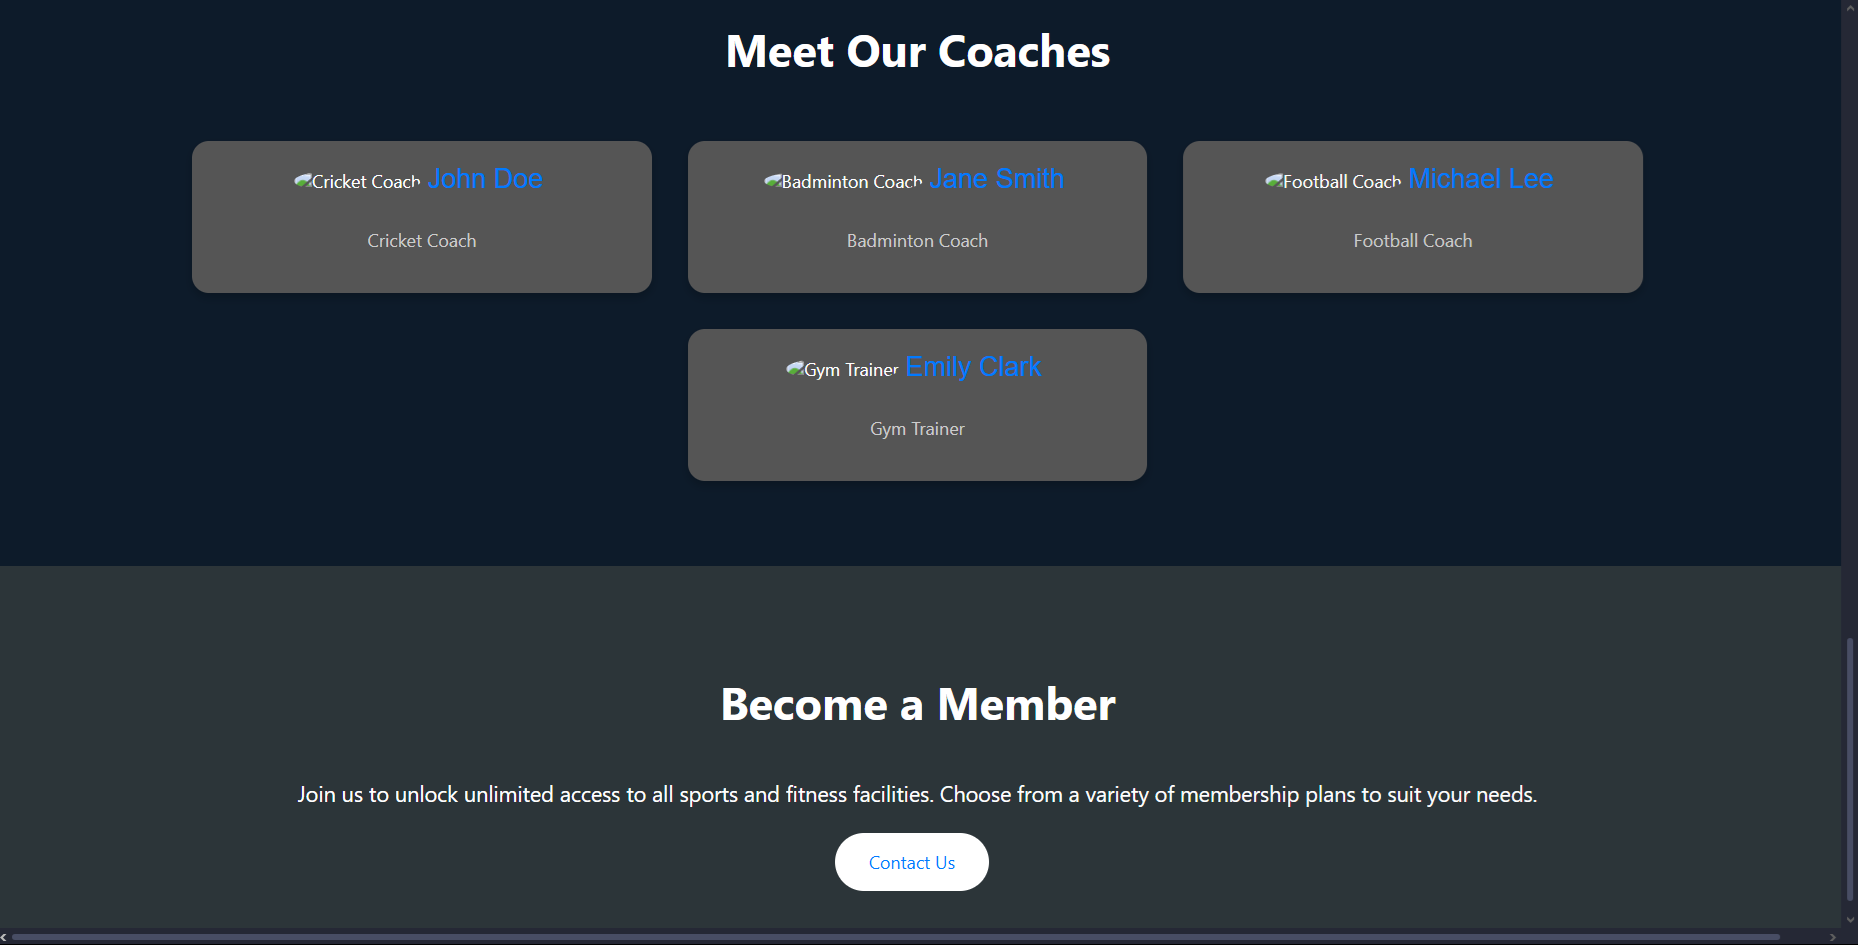 Meet Our Coaches
Cricket Coach John Doe
Cricket Coach
Badminton Coach Jane Smith
Badminton Coach
Football Coach Michael Lee
Football Coach
Gym Trainer Emily Clark
Gym Trainer
Become a Member
Join us to unlock unlimited access to all sports and fitness facilities. Choose from a variety of membership plans to suit your needs.
Contact Us